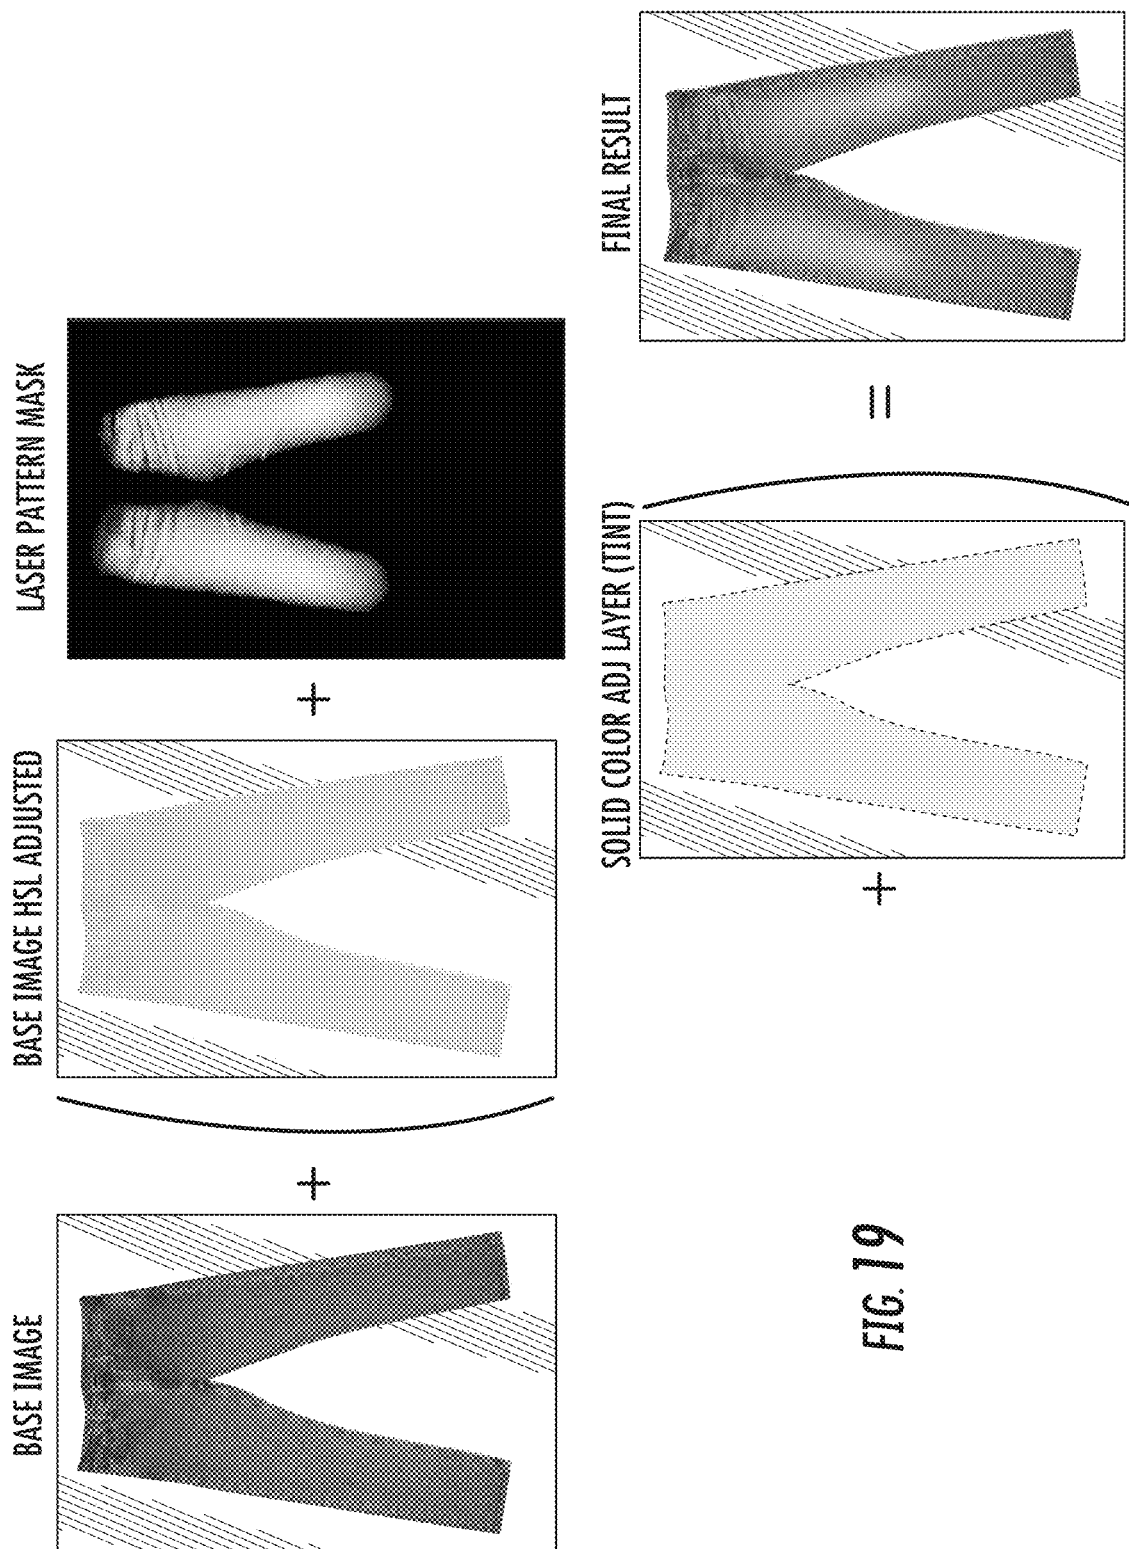 BASE IMAGE
+
BASE IMAGE HSL ADJUSTED
+
LASER PATTERN MASK
+
SOLID COLOR ADJ LAYER (TINT)
=
FINAL RESULT
FIG. 19